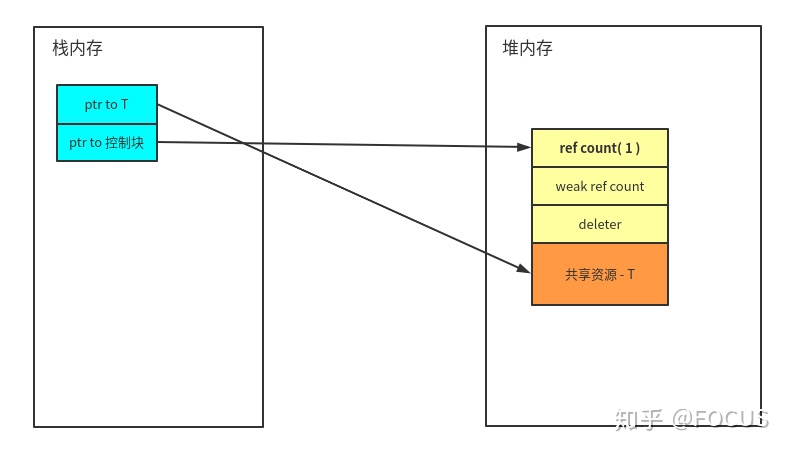 栈内存
ptr to T
ptr to 控制块
堆内存
ref count( 1 )
weak ref count
deleter
共享资源 - T
知乎 @FOCUS